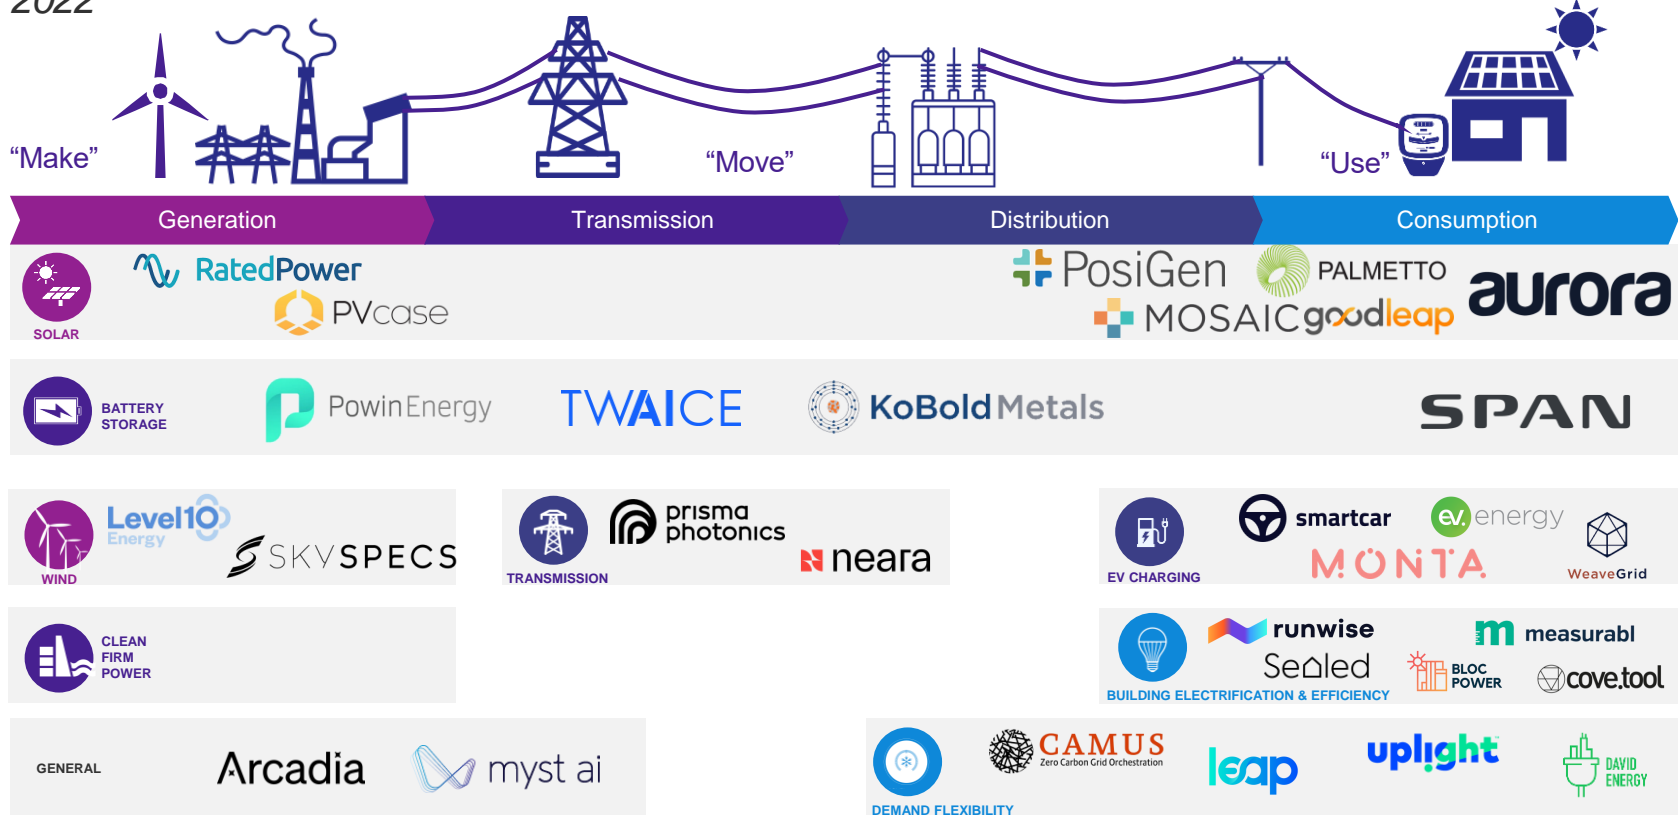 2022
“Make”
“Move”
“Use”
Generation
Transmission
Distribution
Consumption
SOLAR
RatedPower
PVcase
PosiGen
PALMETTO
MOSAIC
goodleap
aurora
BATTERY
STORAGE
Powin Energy
TWAICE
KoBold Metals
SPAN
WIND
Level10
Energy
SKYSPECS
TRANSMISSION
prisma
photonics
neara
EV CHARGING
smartcar
ev.energy
MONTA
WeaveGrid
CLEAN
FIRM
POWER
runwise
measurabl
Sealed
BLOC
POWER
cove.tool
BUILDING ELECTRIFICATION & EFFICIENCY
GENERAL
Arcadia
myst ai
CAMUS
Zero Carbon Grid Orchestration
leap
uplight
DAVID
ENERGY
DEMAND FLEXIBILITY